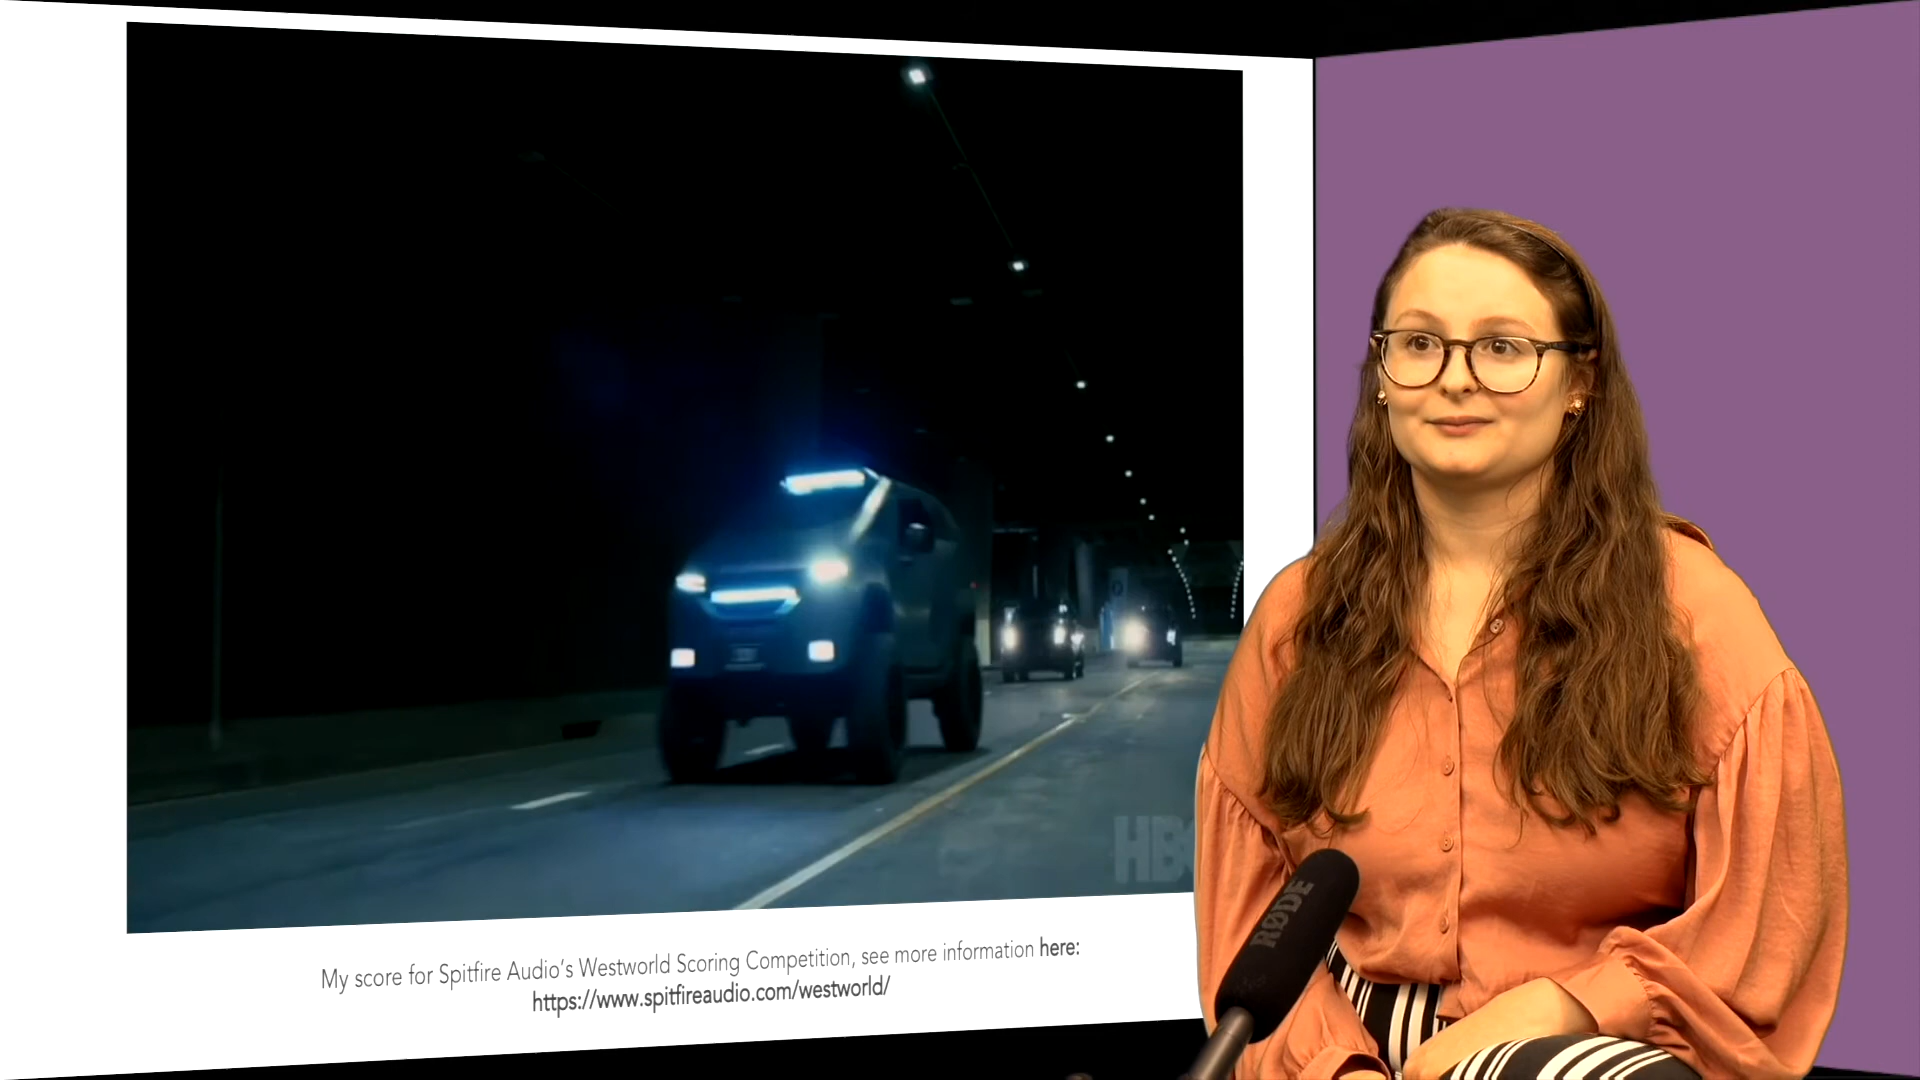 HBO
My score for Spitfire Audio's Westworld Scoring Competition, see more information here:
https://www.spitfireaudio.com/westworld/
RØDE